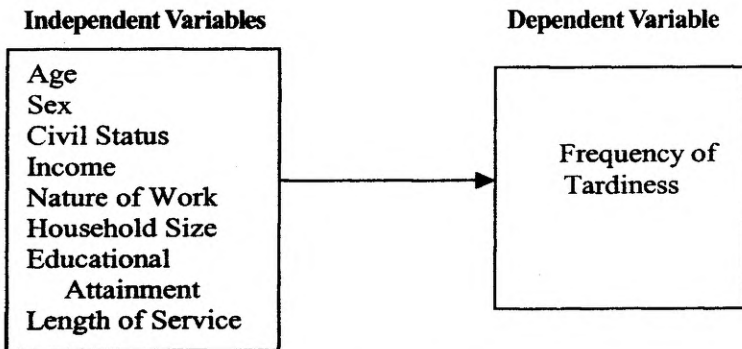 Independent Variables
Age
Sex
Civil Status
Income
Nature of Work
Household Size
Educational
Attainment
Length of Service
Dependent Variable
Frequency of
Tardiness